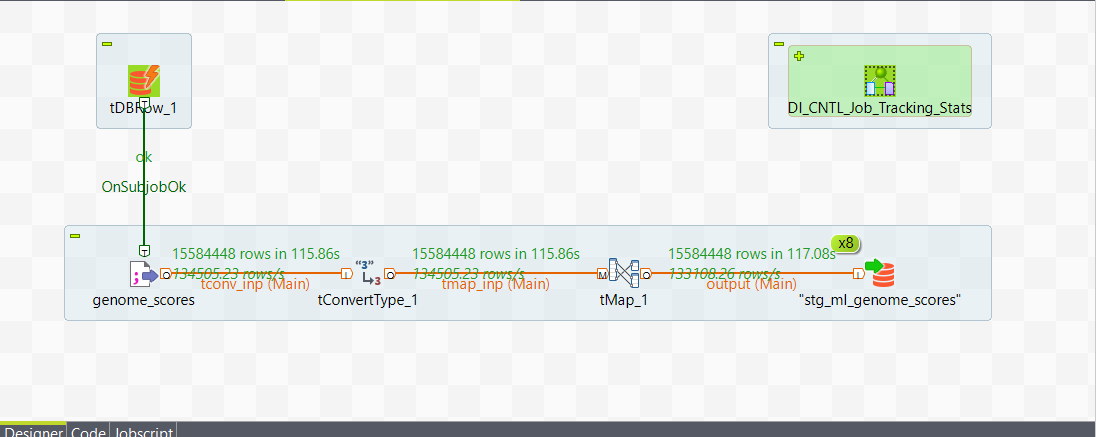 tDBRow_1
DI_CNTL_Job_Tracking_Stats
ok
OnSubjobOk
x8
15584448 rows in 115.86s
134505.23 rows/s
tconv_inp (Main)
15584448 rows in 115.86s
134505.23 rows/s
tmap_inp (Main)
15584448 rows in 117.08s
133108.26 rows/s
output (Main)
genome_scores
"3"
3
tConvertType_1
tMap_1
"stg_ml_genome_scores"
Designer Code Jobscript